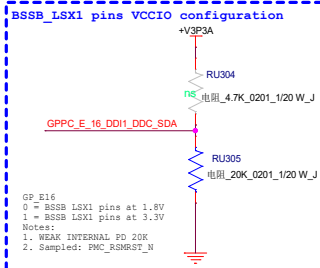 BSSB_LSX1 pins VCCIO configuration
+V3P3A
RU304
ns
电阻_4.7K_0201_1/20 W_J
GPPC_E_16_DDI1_DDC_SDA
RU305
电阻_20K_0201_1/20 W_J
GP_E16
0 = BSSB LSX1 pins at 1.8V
1 = BSSB LSX1 pins at 3.3V
Notes:
1. WEAK INTERNAL PD 20K
2. Sampled: PMC_RSMRST_N